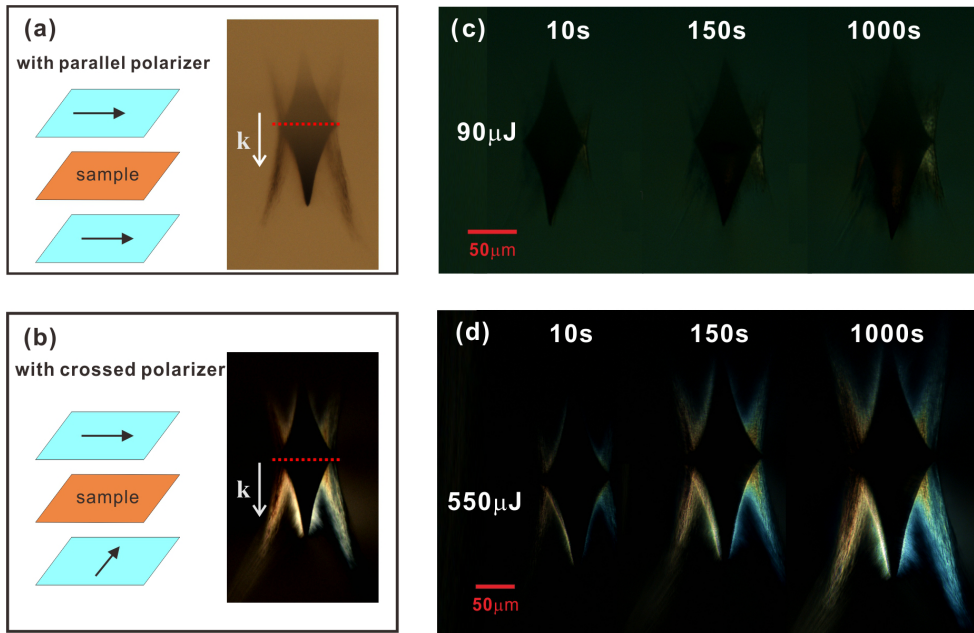 (a)
with parallel polarizer
sample
k
(b)
with crossed polarizer
sample
k
(c)
10s
150s
1000s
90μJ
50μm
(d)
10s
150s
1000s
550μJ
50μm